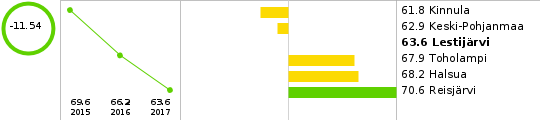 -11.54
69.6 66.2 63.6
2015 2016 2017
61.8 Kinnula
62.9 Keski-Pohjanmaa
63.6 Lestijärvi
67.9 Toholampi
68.2 Halsua
70.6 Reisjärvi